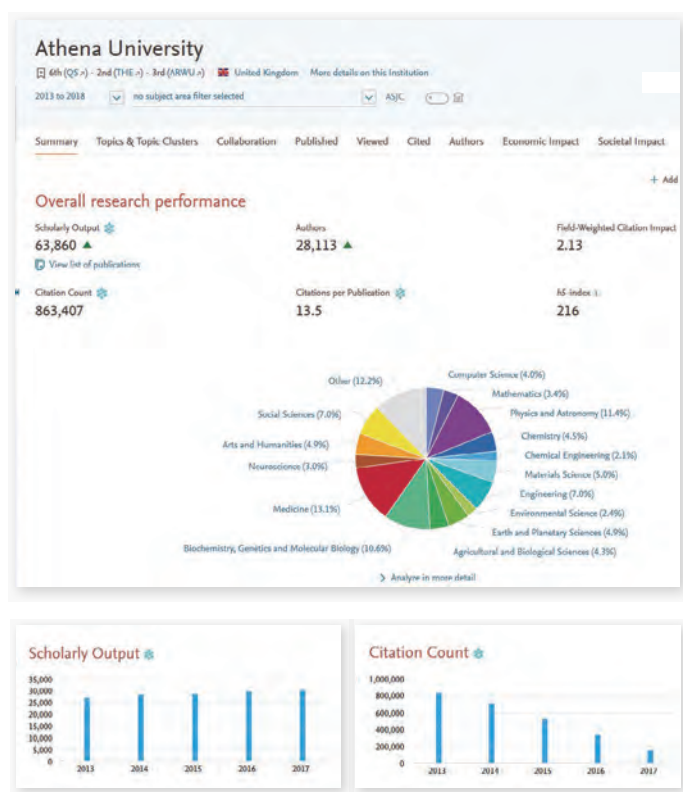 Athena University
6th (QS) - 2nd (THE) - 3rd (ARWU) United Kingdom More details on this Institution
2013 to 2018 no subject area filter selected ASJC
Summary Topics & Topic Clusters Collaboration Published Viewed Cited Authors Economic Impact Societal Impact
+ Add
Overall research performance
Scholarly Output Authors Field-Weighted Citation Impact
63,860 28,113 2.13
View list of publications
Citation Count Citations per Publication h5-index
863,407 13.5 216
Other (12.2%) Computer Science (4.0%)
Mathematics (3.4%)
Social Sciences (7.0%) Physics and Astronomy (11.4%)
Arts and Humanities (4.9%) Chemistry (4.5%)
Neuroscience (3.0%) Chemical Engineering (2.1%)
Materials Science (5.0%)
Engineering (7.0%)
Medicine (13.1%) Environmental Science (2.4%)
Earth and Planetary Sciences (4.9%)
Biochemistry, Genetics and Molecular Biology (10.6%) Agricultural and Biological Sciences (4.3%)
> Analyse in more detail
Scholarly Output
35,000
30,000
25,000
20,000
15,000
10,000
5,000
0
2013 2014 2015 2016 2017
Citation Count
1,000,000
800,000
600,000
400,000
200,000
0
2013 2014 2015 2016 2017